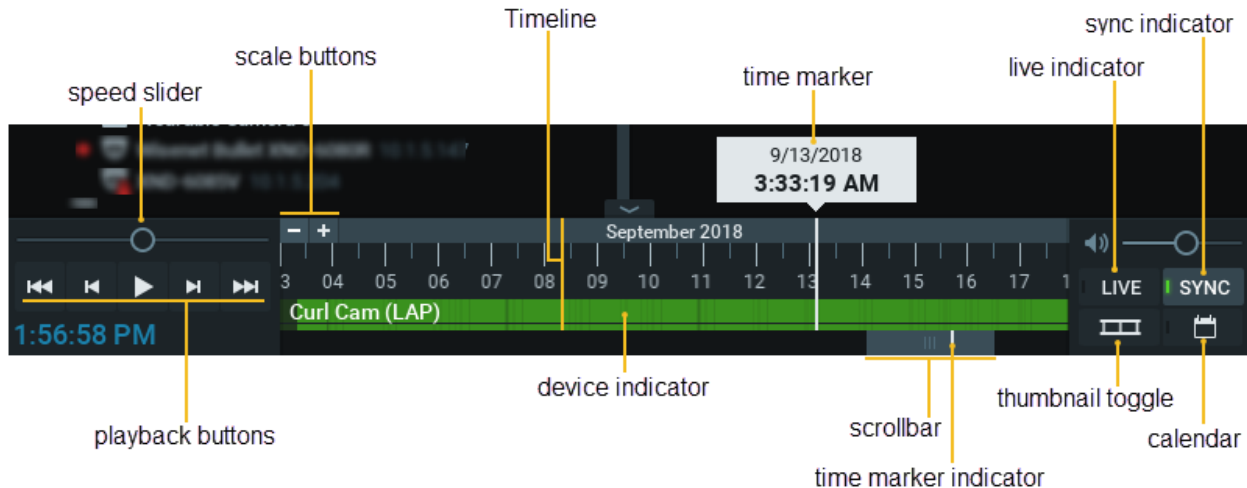 Timeline
sync indicator
scale buttons
live indicator
time marker
speed slider
9/13/2018
3:33:19 AM
- +
September 2018
3 04 05 06 07 08 09 10 11 12 13 14 15 16 17 1
LIVE SYNC
Curl Cam (LAP)
1:56:58 PM
device indicator
thumbnail toggle
playback buttons
scrollbar
calendar
time marker indicator